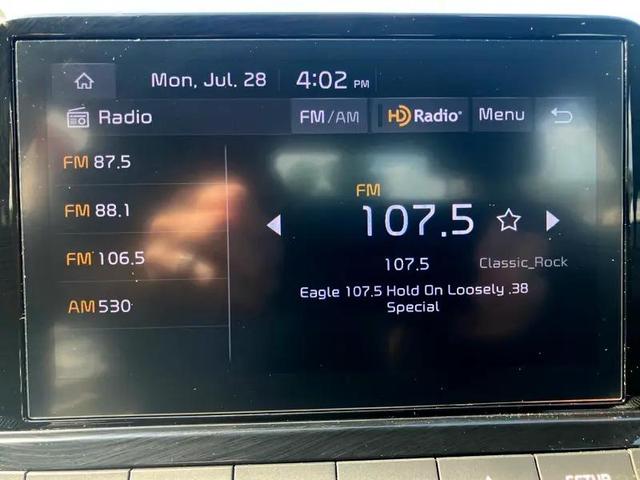 Mon, Jul. 28 4:02 PM
Radio FM/AM HD Radio® Menu
FM 87.5
FM 88.1
FM 106.5
AM 530
FM
107.5
107.5 Classic_Rock
Eagle 107.5 Hold On Loosely .38
Special
SETUP